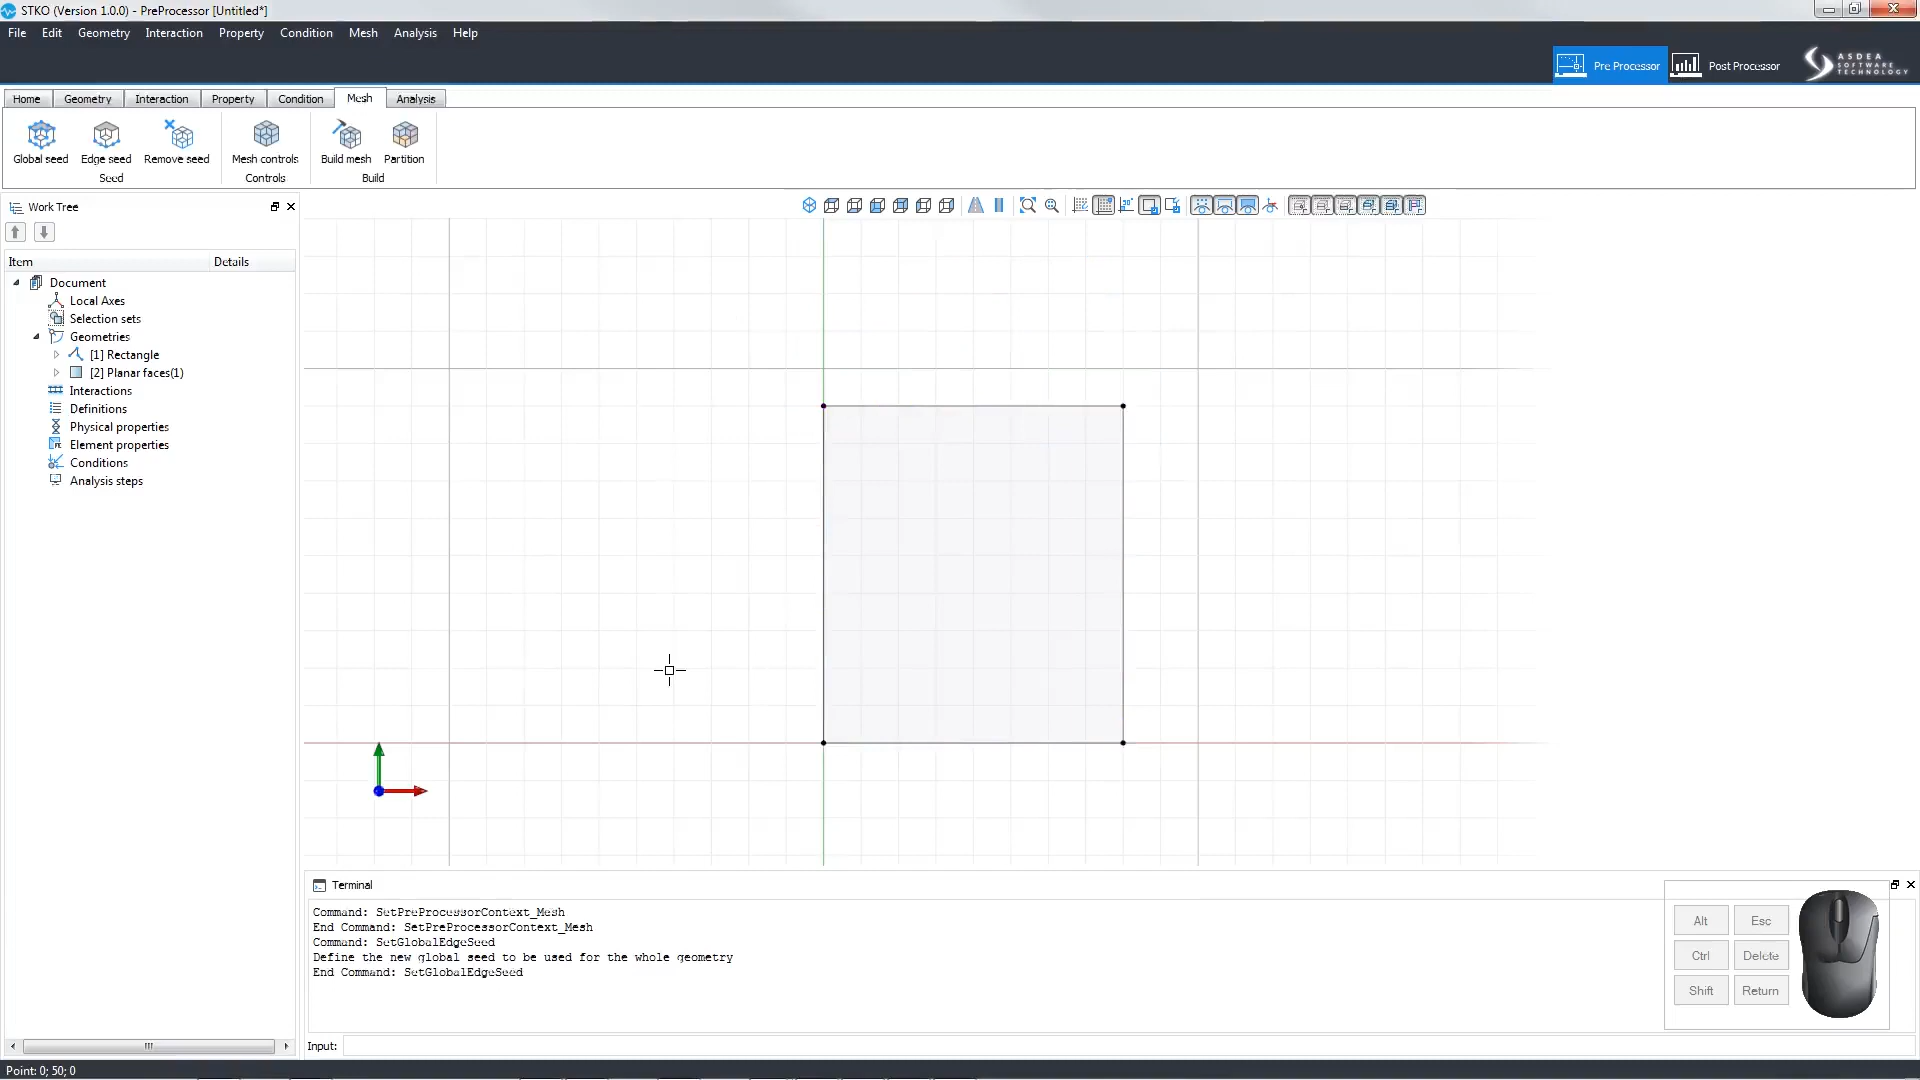 STKO (Version 1.0.0) - PreProcessor [Untitled*]
File Edit Geometry Interaction Property Condition Mesh Analysis Help
Pre Processor Post Processor
ASDEA
SOFTWARE
TECHNOLOGY
Home Geometry Interaction Property Condition Mesh Analysis
Global seed Edge seed Remove seed Mesh controls Build mesh Partition
Seed Controls Build
Work Tree
Item Details
Document
Local Axes
Selection sets
Geometries
[1] Rectangle
[2] Planar faces(1)
Interactions
Definitions
Physical properties
Element properties
Conditions
Analysis steps
Terminal
Command: SetPreProcessorContext_Mesh
End Command: SetPreProcessorContext_Mesh
Command: SetGlobalEdgeSeed
Define the new global seed to be used for the whole geometry
End Command: SetGlobalEdgeSeed
Alt Esc
Ctrl Delete
Shift Return
Input:
Point: 0; 50; 0